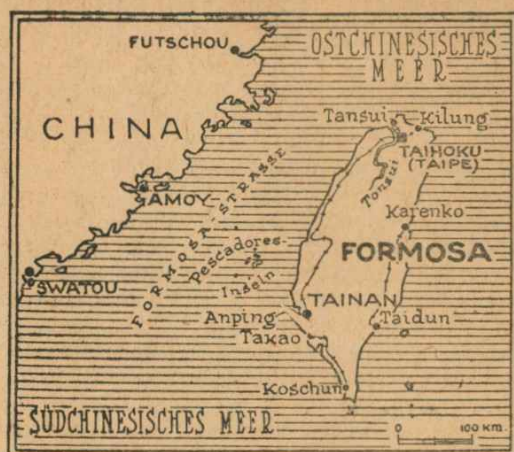 FUTSCHOU
OSTCHINESISCHES
MEER
Tansui
Kilung
CHINA
TAIHOKU
(TAIPE)
Tansui
AMOY
FORMOSA-STRASSE
Karenko
Pescadores-
Inseln
FORMOSA
SWATOU
TAINAN
Anping
Taidun
Takao
Koschun
SÜDCHINESISCHES MEER
0 100 KM.